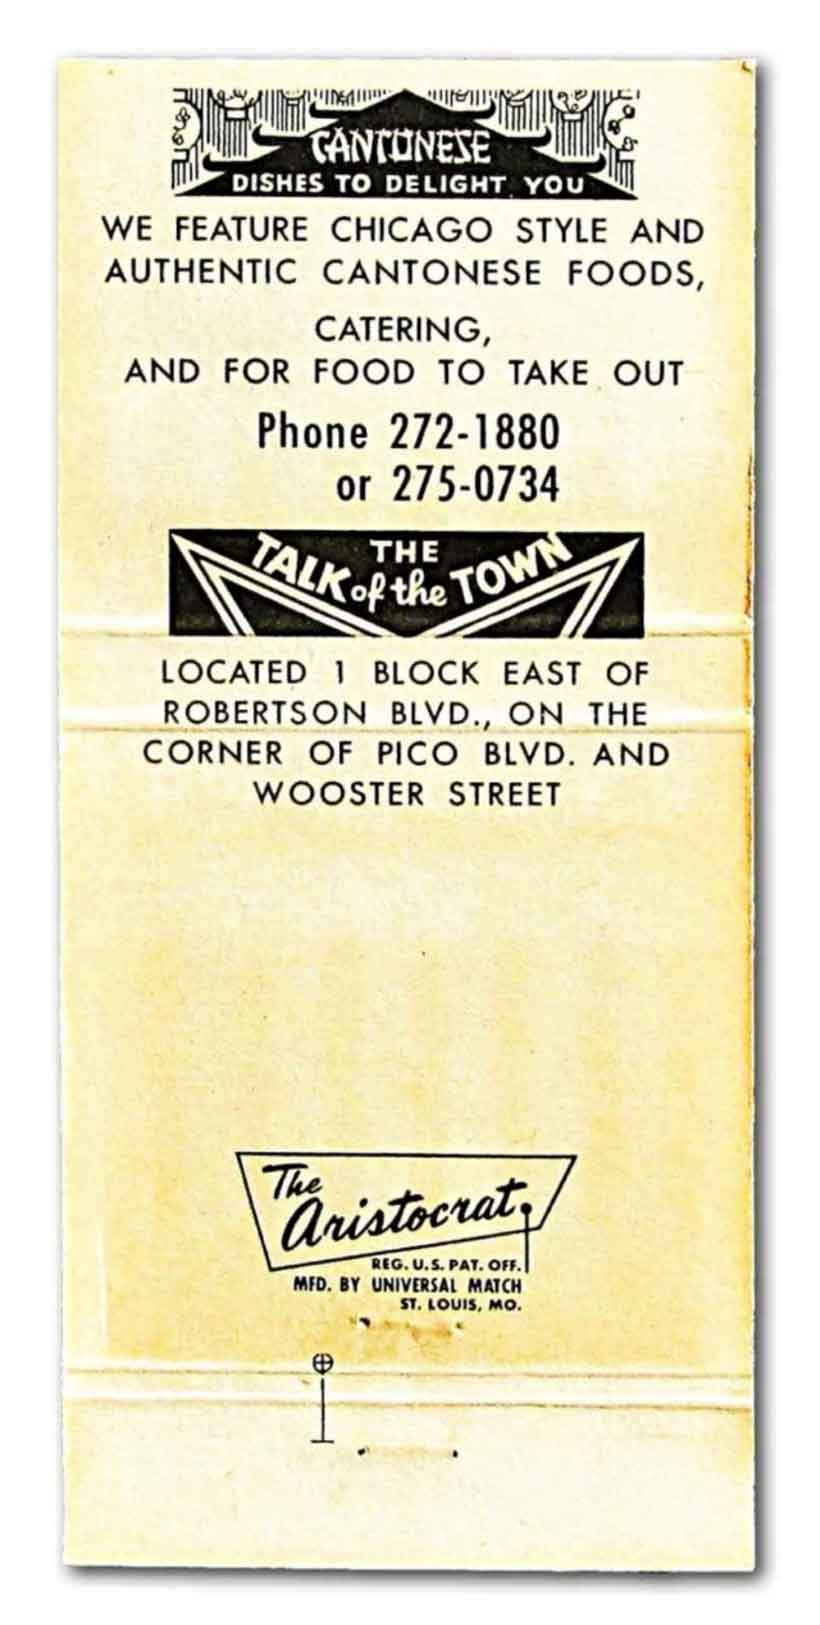 CANTONESE
DISHES TO DELIGHT YOU
WE FEATURE CHICAGO STYLE AND
AUTHENTIC CANTONESE FOODS,
CATERING,
AND FOR FOOD TO TAKE OUT
Phone 272-1880
or 275-0734
THE
TALK of the TOWN
LOCATED 1 BLOCK EAST OF
ROBERTSON BLVD., ON THE
CORNER OF PICO BLVD. AND
WOOSTER STREET
The
Aristocrat
REG. U.S. PAT. OFF.
MFD. BY UNIVERSAL MATCH
ST. LOUIS, MO.